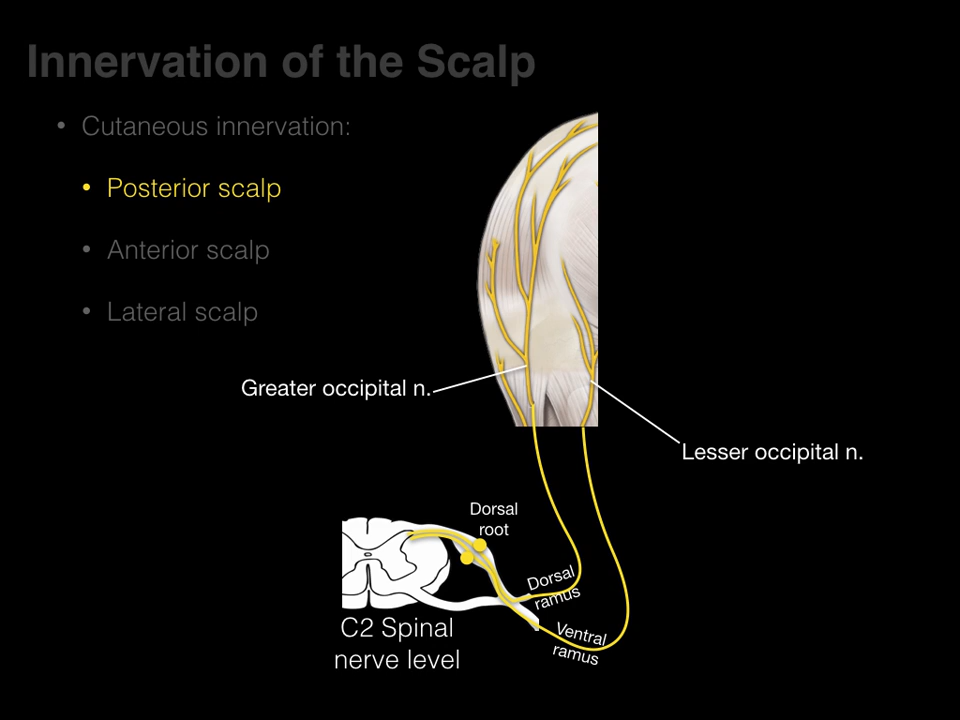 Innervation of the Scalp
• Cutaneous innervation:
• Posterior scalp
• Anterior scalp
• Lateral scalp
Greater occipital n.
Lesser occipital n.
Dorsal
root
Dorsal
ramus
Ventral
ramus
C2 Spinal
nerve level